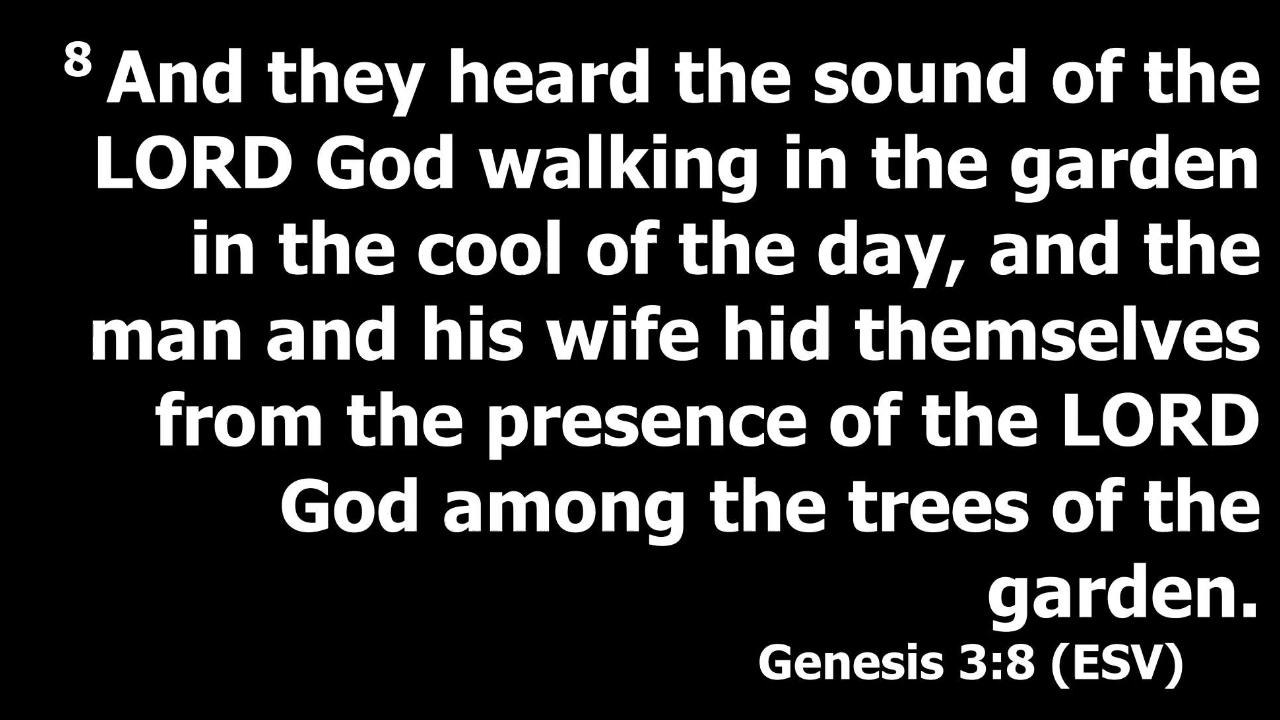 8 And they heard the sound of the
LORD God walking in the garden
in the cool of the day, and the
man and his wife hid themselves
from the presence of the LORD
God among the trees of the
garden.
Genesis 3:8 (ESV)